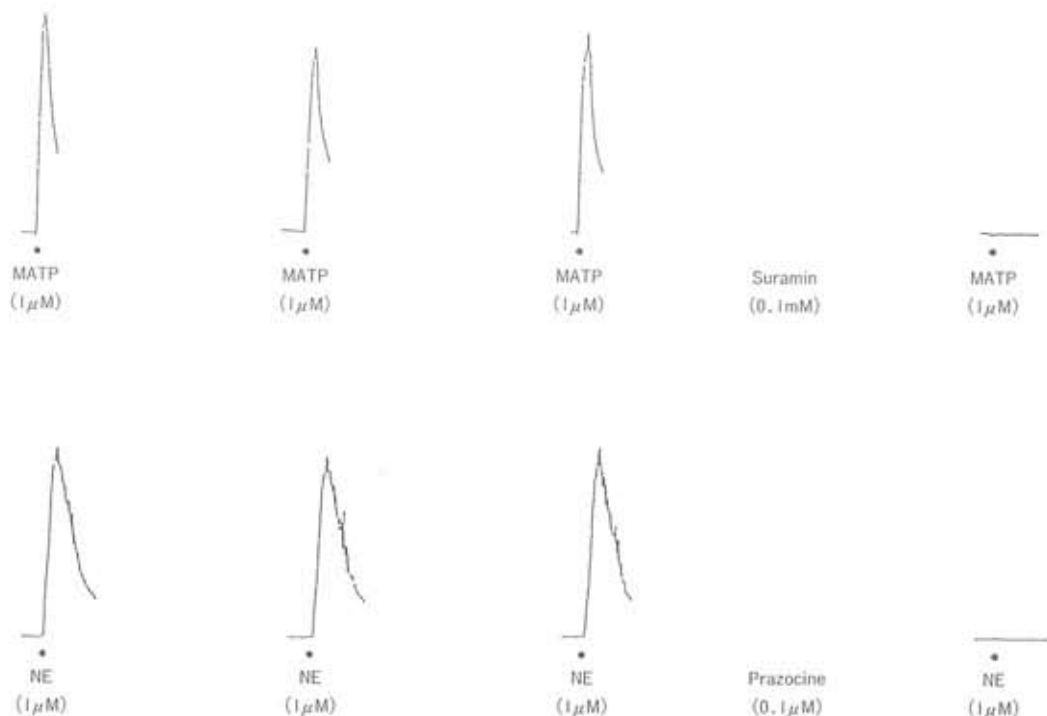 MATP MATP MATP Suramin MATP
(1μM) (1μM) (1μM) (0.1mM) (1μM)
NE NE NE Prazocine NE
(1μM) (1μM) (1μM) (0.1μM) (1μM)